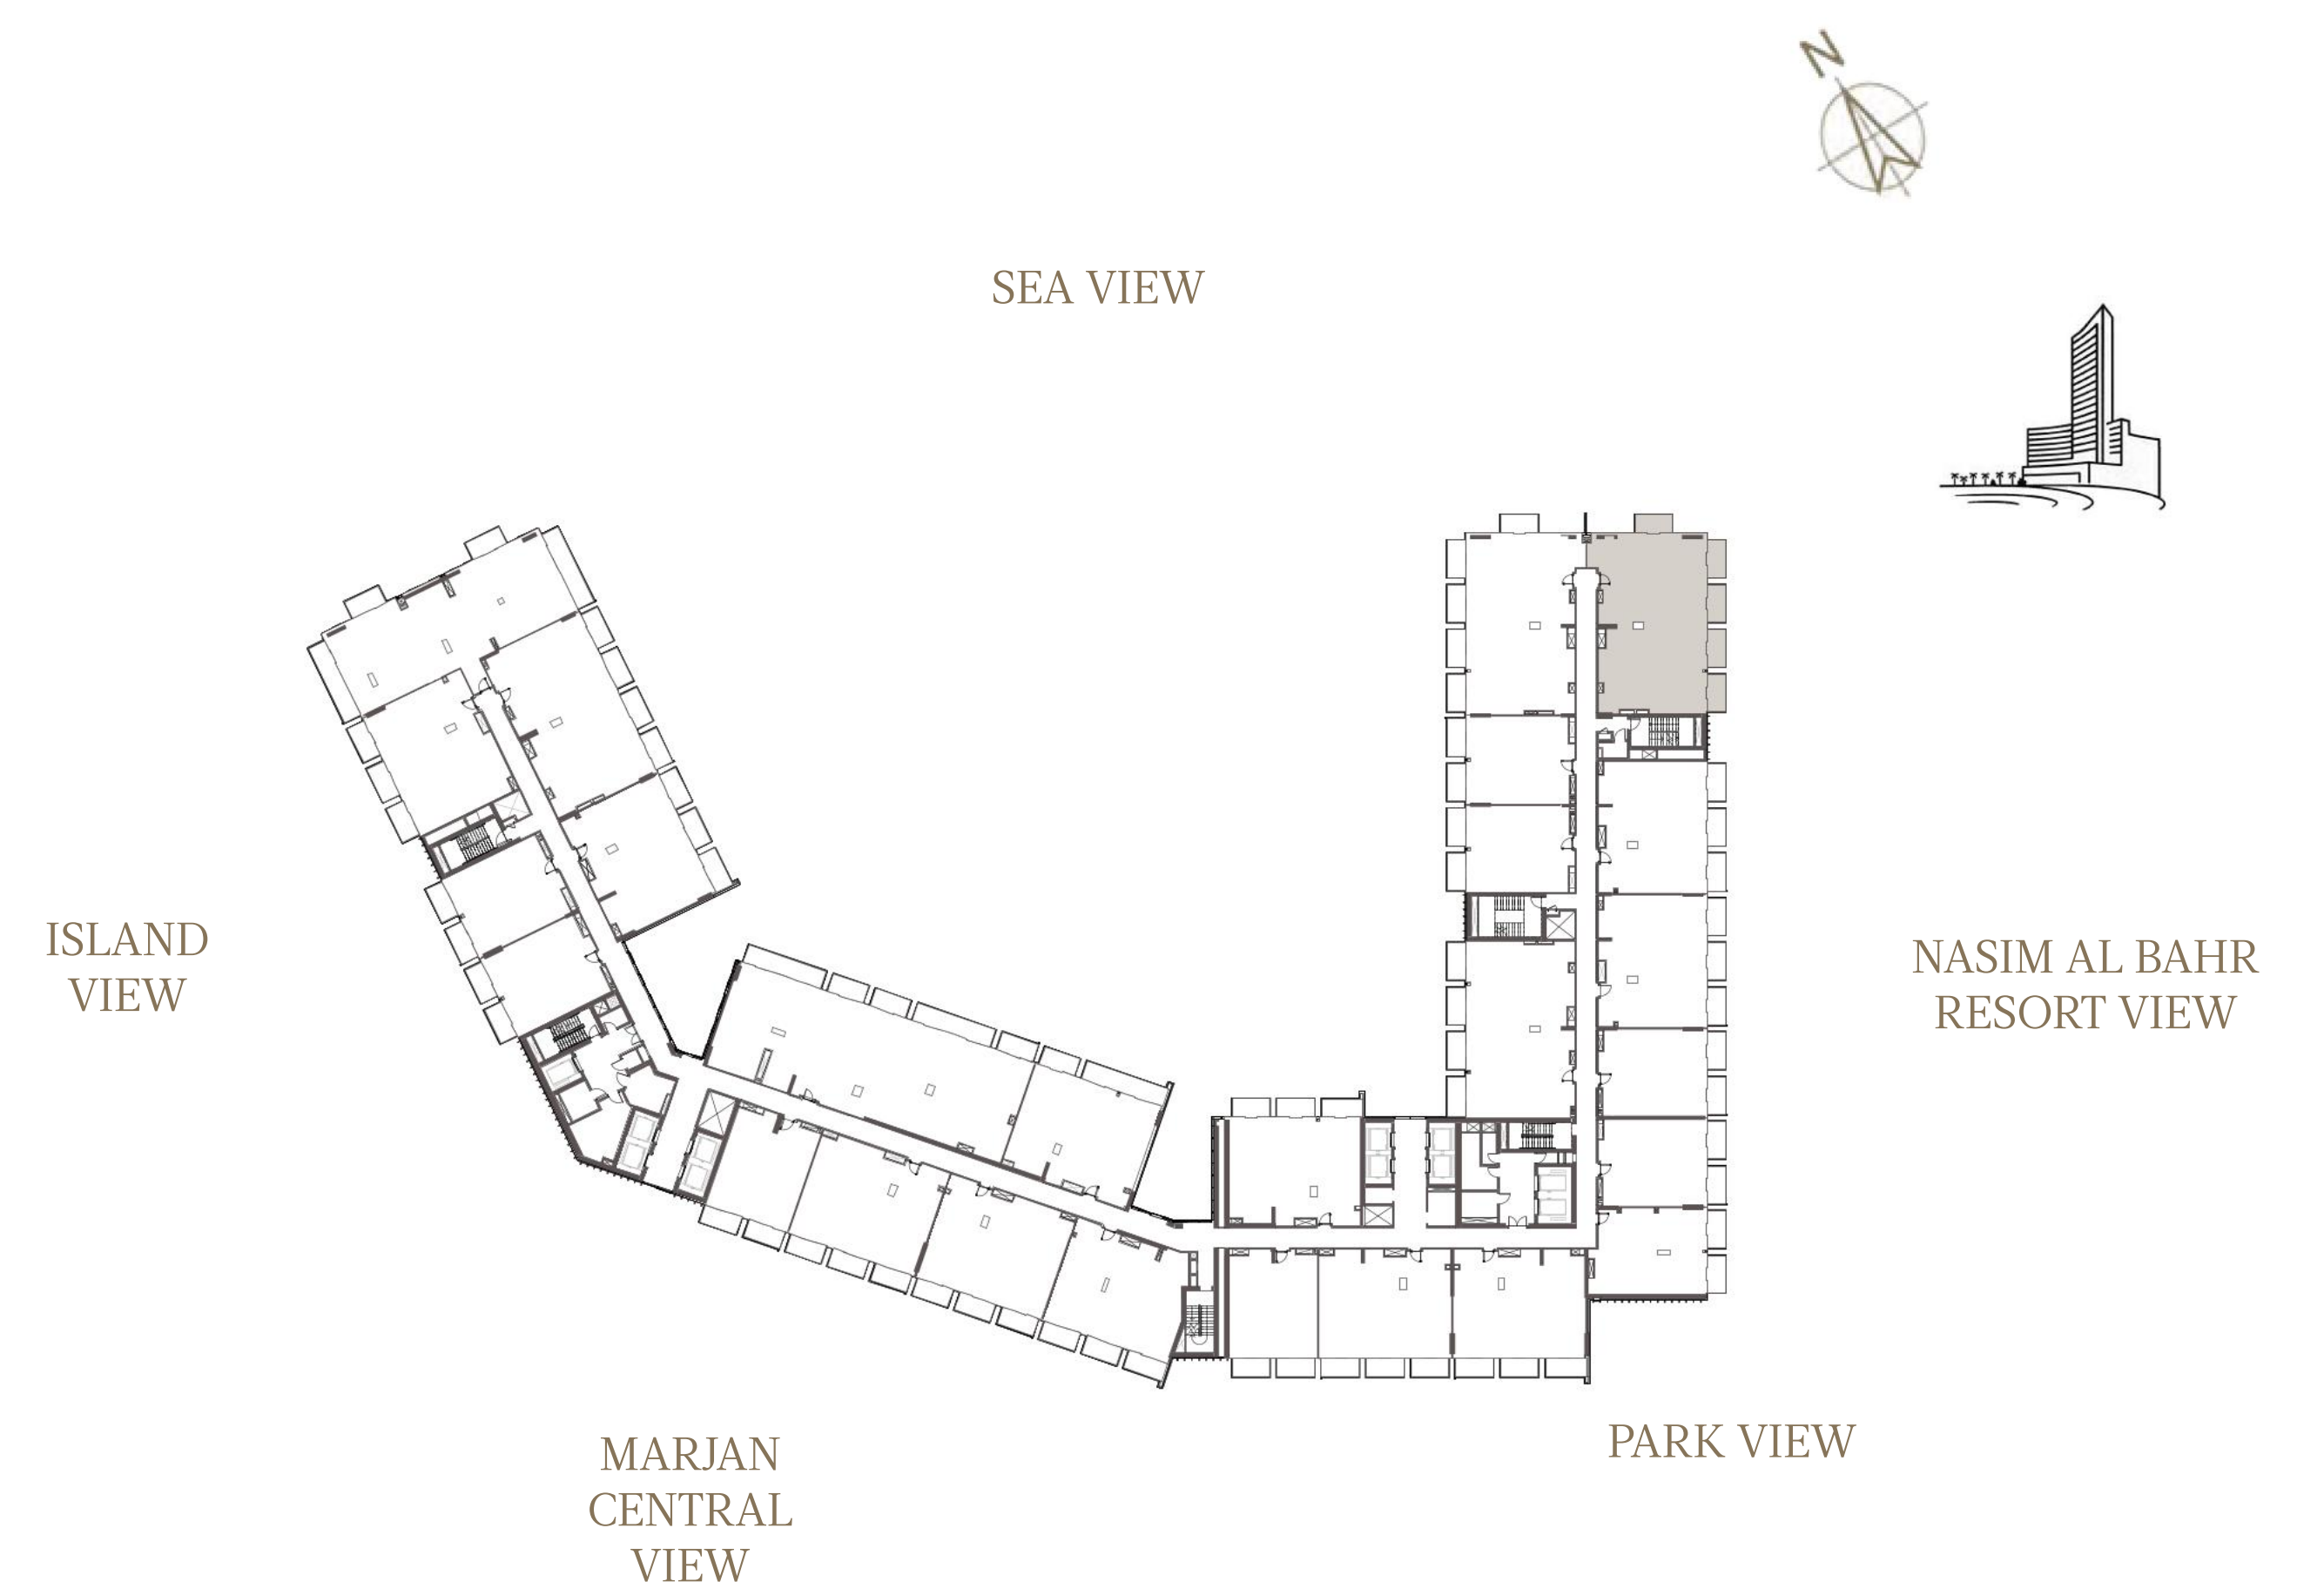 N
SEA VIEW
ISLAND
VIEW
NASIM AL BAHR
RESORT VIEW
MARJAN
CENTRAL
VIEW
PARK VIEW